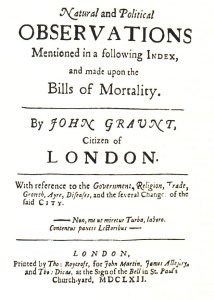 Natural and Political
OBSERVATIONS
Mentioned in a following INDEX,
and made upon the
Bills of Mortality.
By JOHN GRAUNT,
Citizen of
LONDON.
With reference to the Government, Religion, Trade,
Growth, Ayre, Diseases, and the several Changes of the
said CITY.
— Non, me ut miretur Turba, laboro.
Contentus paucis Lectoribus —
LONDON,
Printed by Tho: Roycroft, for John Martin, James Allestry,
and Tho: Dicas, at the Sign of the Bell in St. Paul's
Church-yard, MDCLXII.